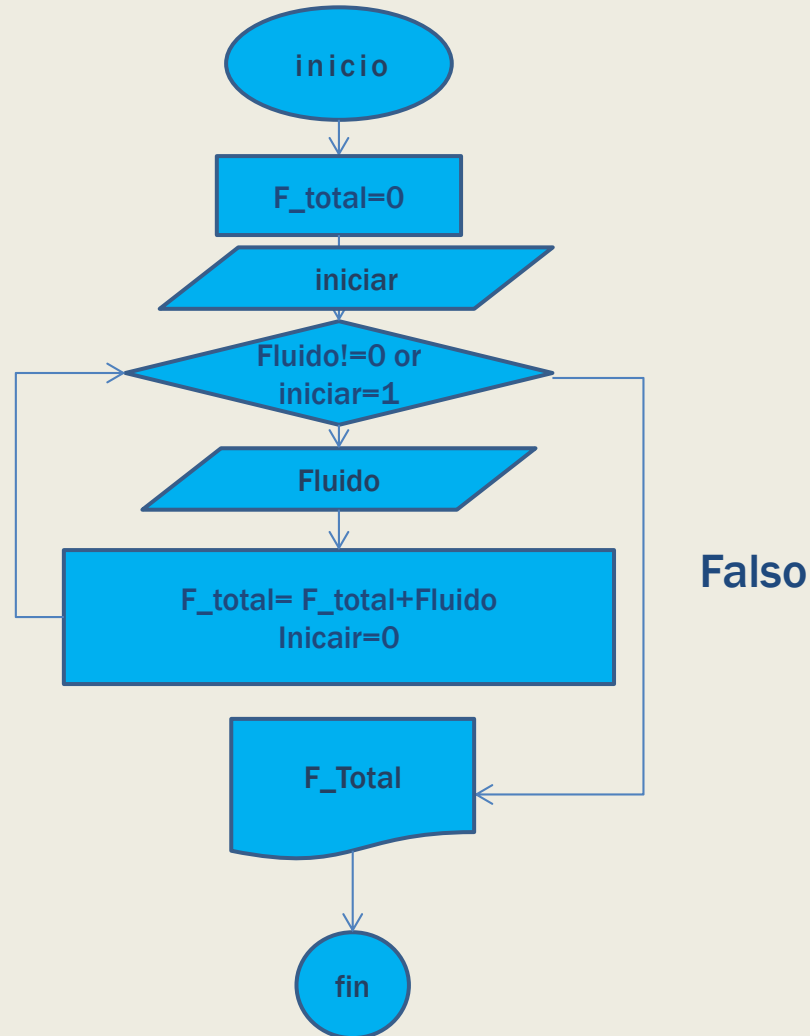 inicio
F_total=0
iniciar
Fluido!=0 or
iniciar=1
Fluido
Falso
F_total= F_total+Fluido
Inicair=0
F_Total
fin